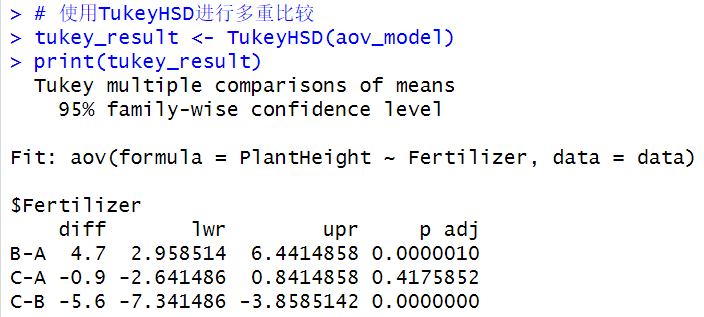 > # 使用TukeyHSD进行多重比较
> tukey_result <- TukeyHSD(aov_model)
> print(tukey_result)
  Tukey multiple comparisons of means
    95% family-wise confidence level

Fit: aov(formula = PlantHeight ~ Fertilizer, data = data)

$Fertilizer
    diff       lwr        upr     p adj
B-A  4.7  2.958514  6.4414858 0.0000010
C-A -0.9 -2.641486  0.8414858 0.4175852
C-B -5.6 -7.341486 -3.8585142 0.0000000